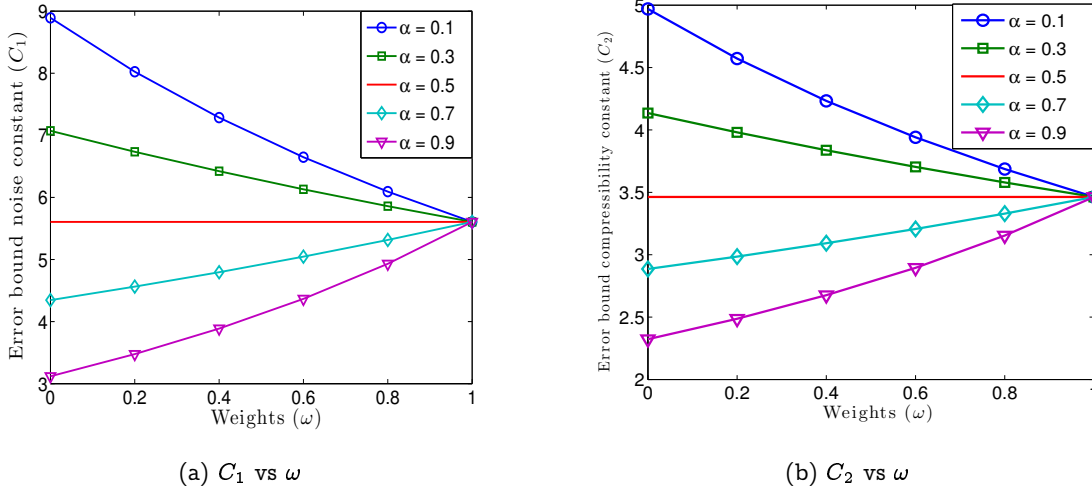 9
8
7
6
5
4
3
0
0.2
0.4
0.6
0.8
1
Error bound noise constant (C₁)
Weights (ω)
α = 0.1
α = 0.3
α = 0.5
α = 0.7
α = 0.9
(a) C₁ vs ω
5
4.5
4
3.5
3
2.5
2
0
0.2
0.4
0.6
0.8
1
Error bound compressibility constant (C₂)
Weights (ω)
α = 0.1
α = 0.3
α = 0.5
α = 0.7
α = 0.9
(b) C₂ vs ω